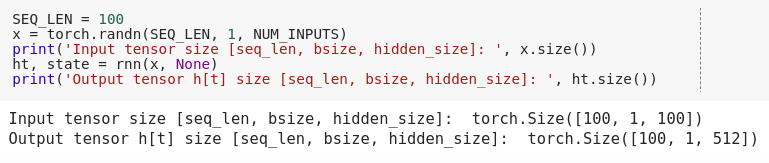 SEQ_LEN = 100
x = torch.randn(SEQ_LEN, 1, NUM_INPUTS)
print('Input tensor size [seq_len, bsize, hidden_size]: ', x.size())
ht, state = rnn(x, None)
print('Output tensor h[t] size [seq_len, bsize, hidden_size]: ', ht.size())
Input tensor size [seq_len, bsize, hidden_size]:  torch.Size([100, 1, 100])
Output tensor h[t] size [seq_len, bsize, hidden_size]:  torch.Size([100, 1, 512])